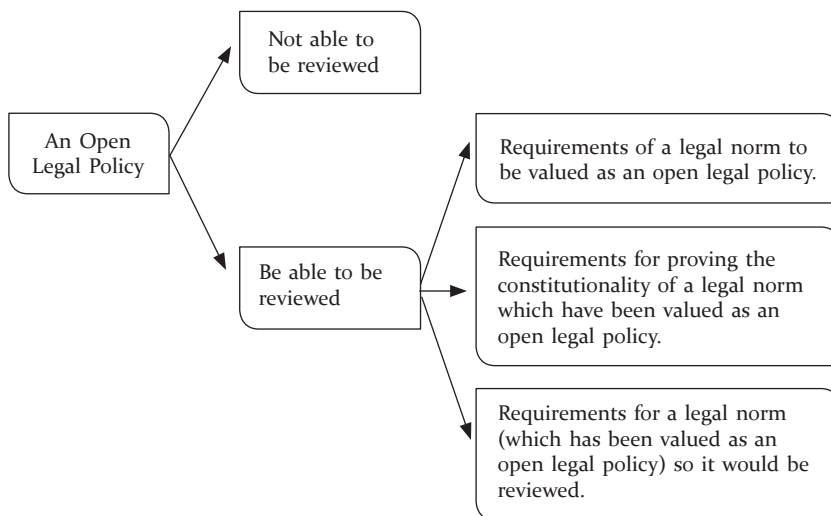 Not able to
be reviewed
An Open
Legal Policy
Requirements of a legal norm to
be valued as an open legal policy.
Be able to be
reviewed
Requirements for proving the
constitutionality of a legal norm
which have been valued as an
open legal policy.
Requirements for a legal norm
(which has been valued as an
open legal policy) so it would be
reviewed.